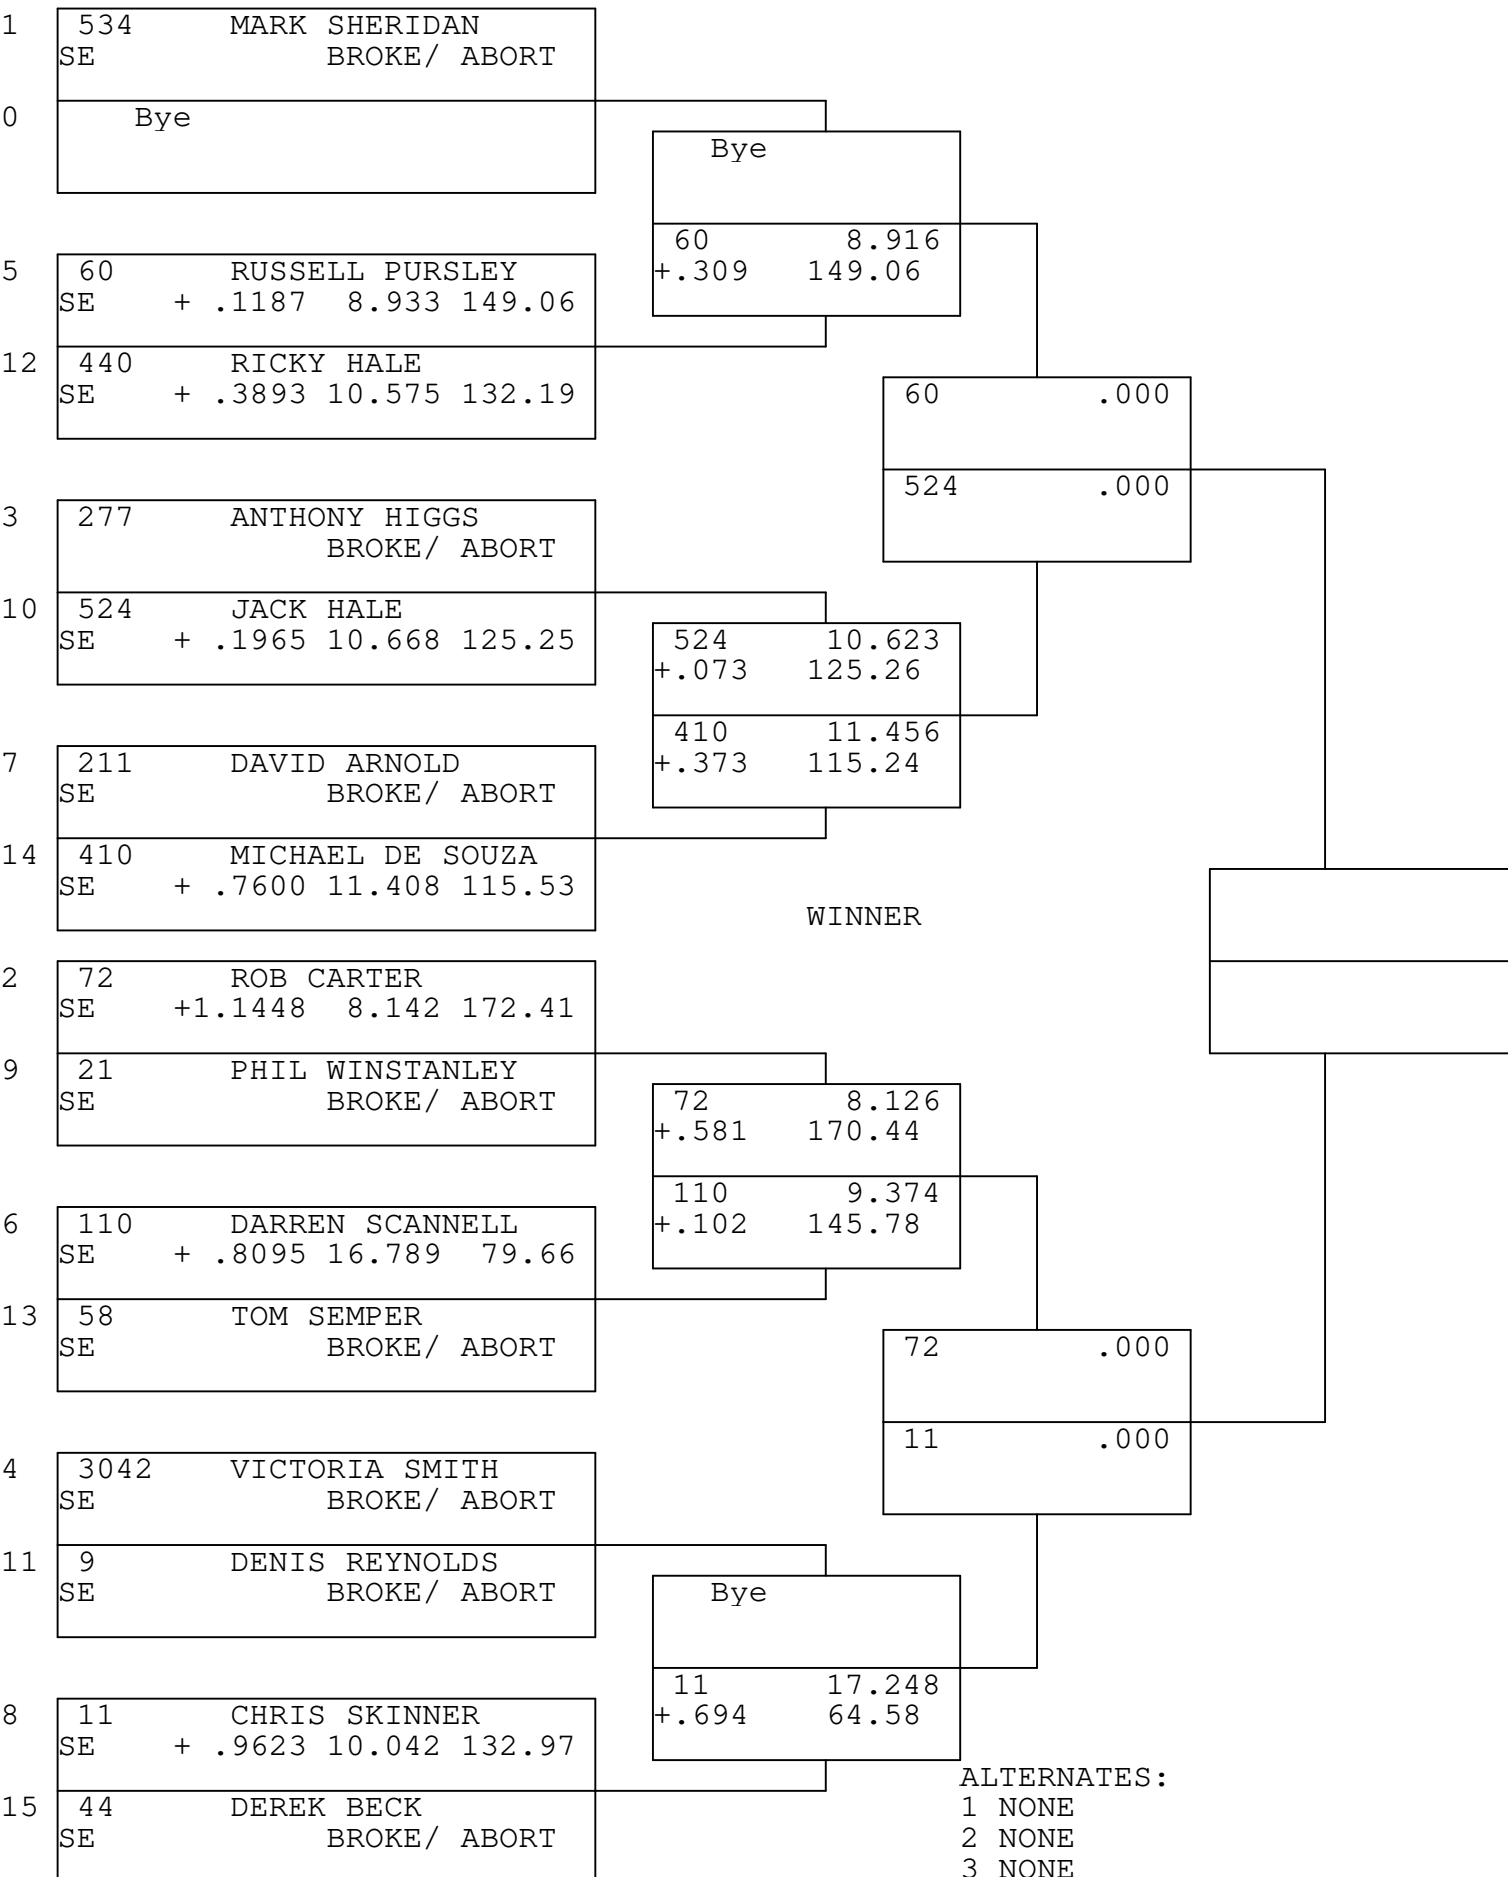 1 534 MARK SHERIDAN
SE BROKE/ ABORT
0 Bye
Bye
60 8.916
+.309 149.06
5 60 RUSSELL PURSLEY
SE + .1187 8.933 149.06
12 440 RICKY HALE
SE + .3893 10.575 132.19
60 .000
524 .000
3 277 ANTHONY HIGGS
BROKE/ ABORT
10 524 JACK HALE
SE + .1965 10.668 125.25
524 10.623
+.073 125.26
410 11.456
+.373 115.24
7 211 DAVID ARNOLD
SE BROKE/ ABORT
14 410 MICHAEL DE SOUZA
SE + .7600 11.408 115.53
WINNER
2 72 ROB CARTER
SE +1.1448 8.142 172.41
9 21 PHIL WINSTANLEY
SE BROKE/ ABORT
72 8.126
+.581 170.44
110 9.374
+.102 145.78
6 110 DARREN SCANNELL
SE + .8095 16.789 79.66
13 58 TOM SEMPER
SE BROKE/ ABORT
72 .000
11 .000
4 3042 VICTORIA SMITH
SE BROKE/ ABORT
11 9 DENIS REYNOLDS
SE BROKE/ ABORT
Bye
11 17.248
+.694 64.58
8 11 CHRIS SKINNER
SE + .9623 10.042 132.97
15 44 DEREK BECK
SE BROKE/ ABORT
ALTERNATES:
1 NONE
2 NONE
3 NONE